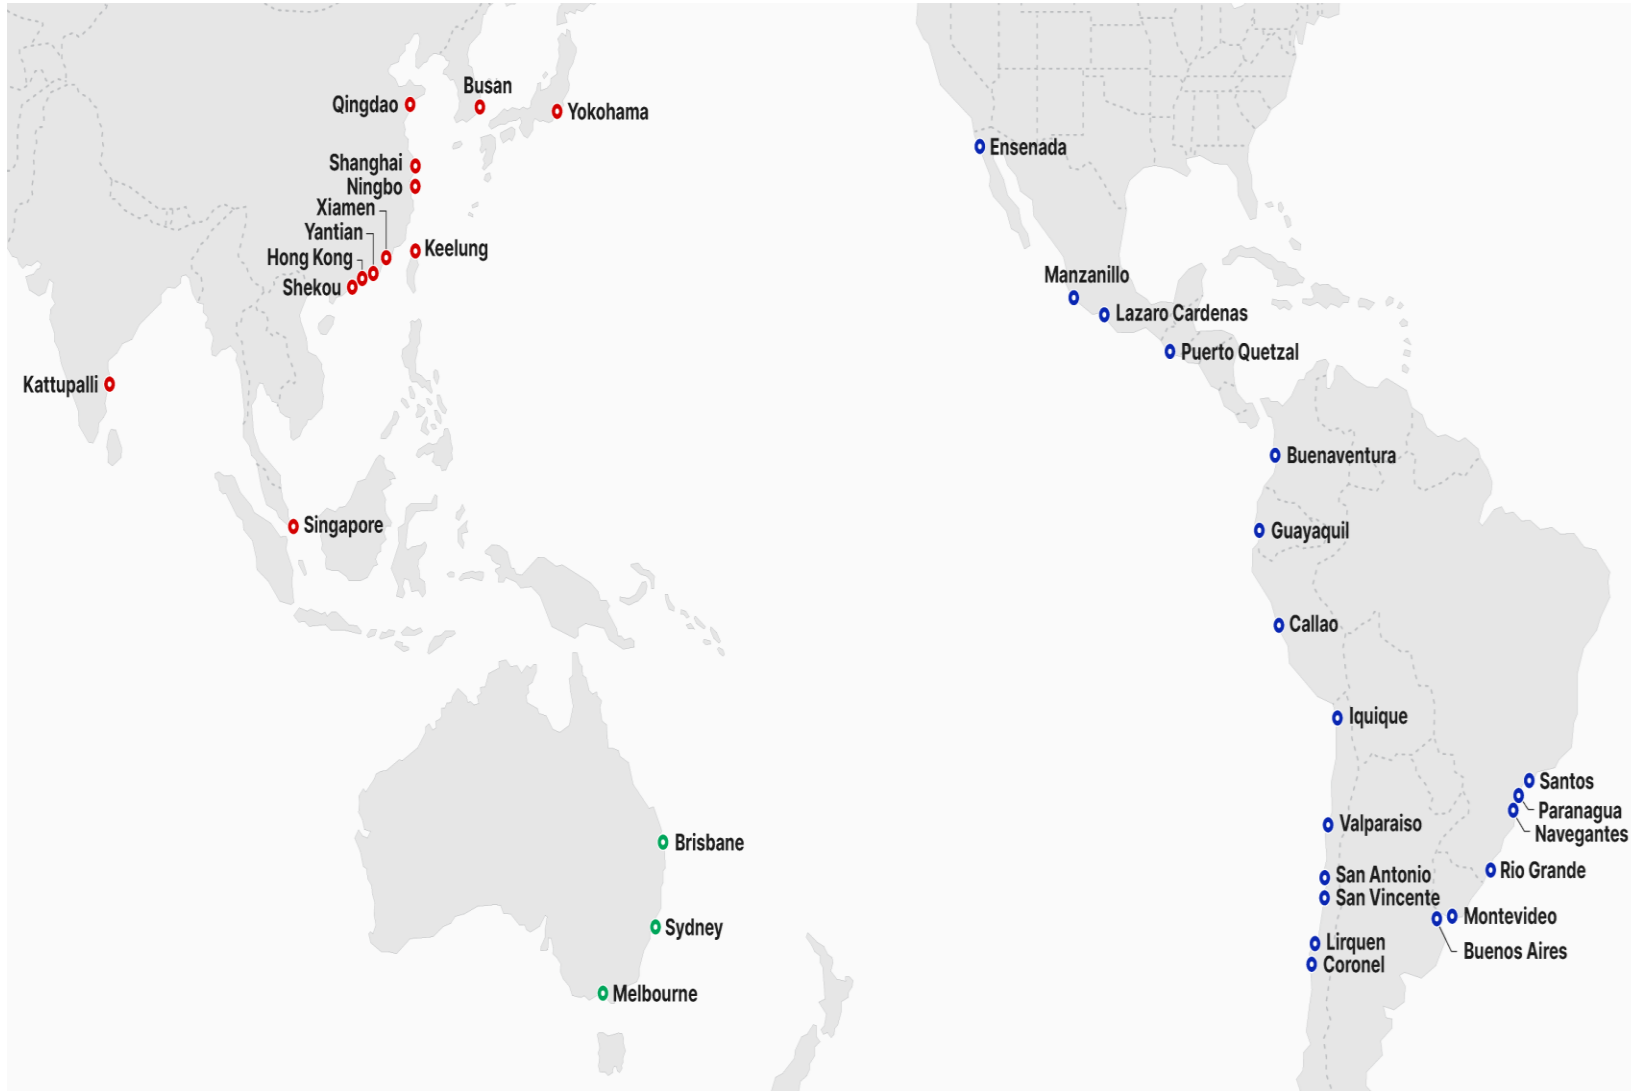 Busan
Qingdao
Yokohama
Ensenada
Shanghai
Ningbo
Xiamen
Yantian
Keelung
Hong Kong
Shekou
Manzanillo
Lazaro Cardenas
Puerto Quetzal
Kattupalli
Buenaventura
Singapore
Guayaquil
Callao
Iquique
Santos
Paranagua
Valparaiso
Navegantes
Brisbane
Rio Grande
San Antonio
San Vincente
Montevideo
Sydney
Lirquen
Buenos Aires
Coronel
Melbourne